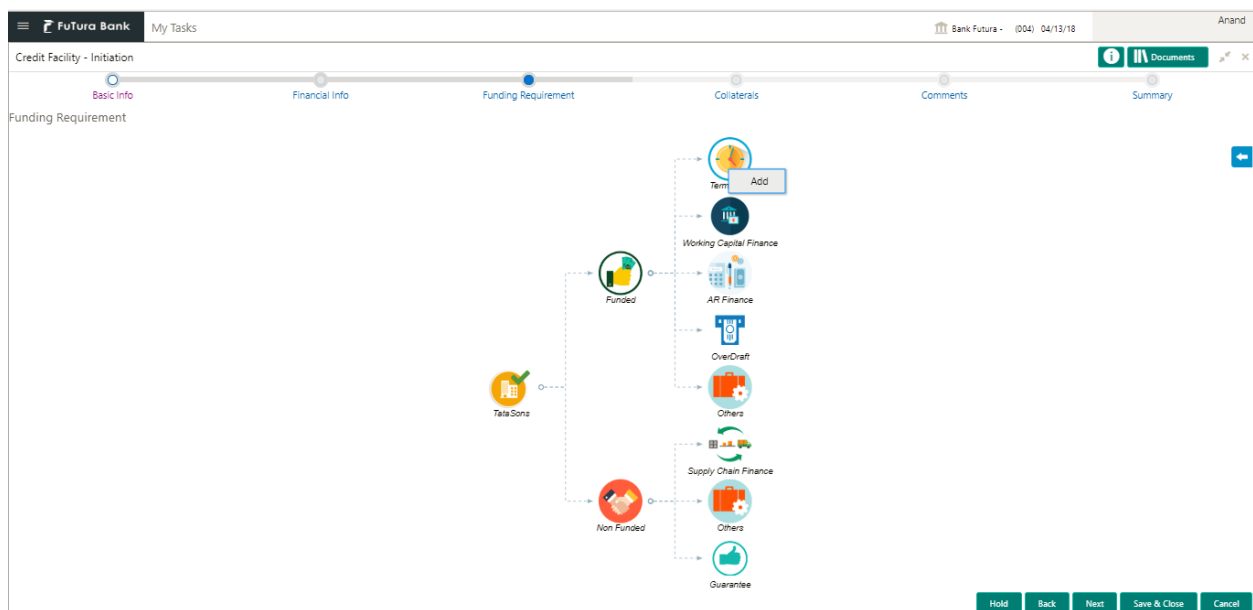 FuTura Bank
My Tasks
Bank Futura - (004) 04/13/18
Anand
Credit Facility - Initiation
Documents
Basic Info
Financial Info
Funding Requirement
Collaterals
Comments
Summary
Funding Requirement
Add
Term
Working Capital Finance
Funded
AR Finance
OverDraft
TataSons
Others
Supply Chain Finance
Non Funded
Others
Guarantee
Hold
Back
Next
Save & Close
Cancel